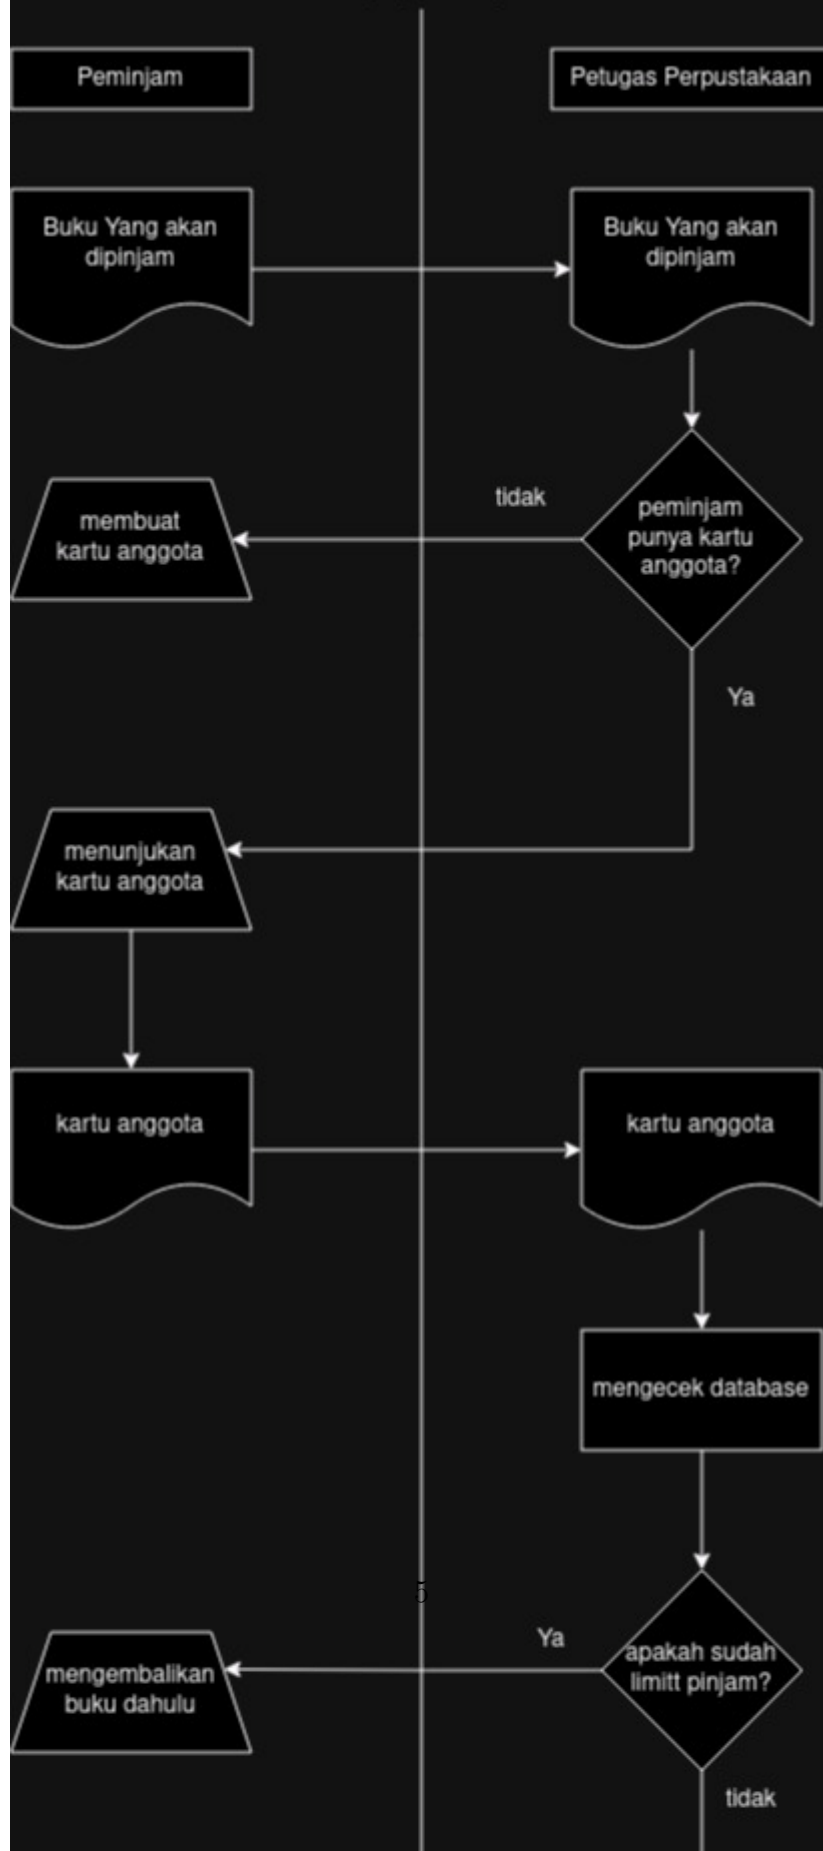 Peminjam
Petugas Perpustakaan
Buku Yang akan
dipinjam
Buku Yang akan
dipinjam
tidak
peminjam
punya kartu
anggota?
membuat
kartu anggota
Ya
menunjukan
kartu anggota
kartu anggota
kartu anggota
mengecek database
5
Ya
apakah sudah
limitt pinjam?
mengembalikan
buku dahulu
tidak